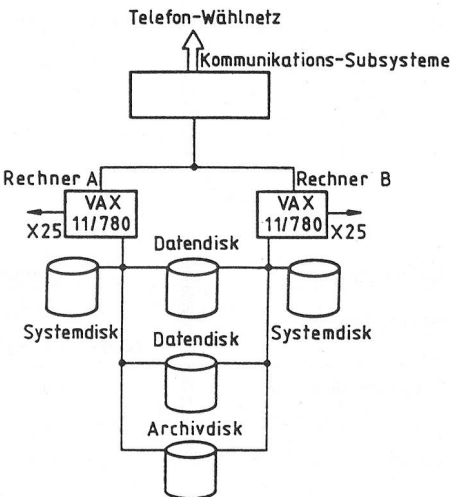 Telefon-Wählnetz
Kommunikations-Subsysteme
Rechner A
Rechner B
VAX
11/780
VAX
11/780
X25
X25
Datendisk
Systemdisk
Datendisk
Systemdisk
Archivdisk